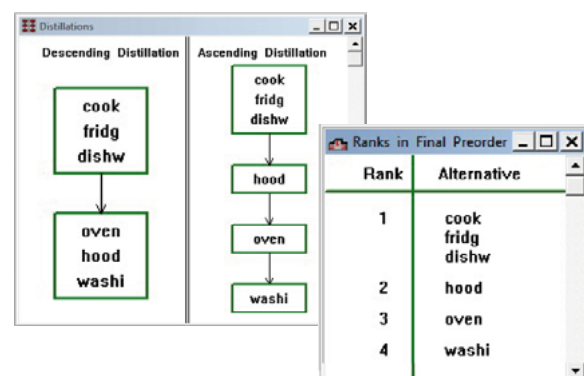 Distillations
Descending Distillation
cook
fridg
dishw
oven
hood
washi
Ascending Distillation
cook
fridg
dishw
hood
oven
washi
Ranks in Final Preorder
Rank Alternative
1 cook
fridg
dishw
2 hood
3 oven
4 washi